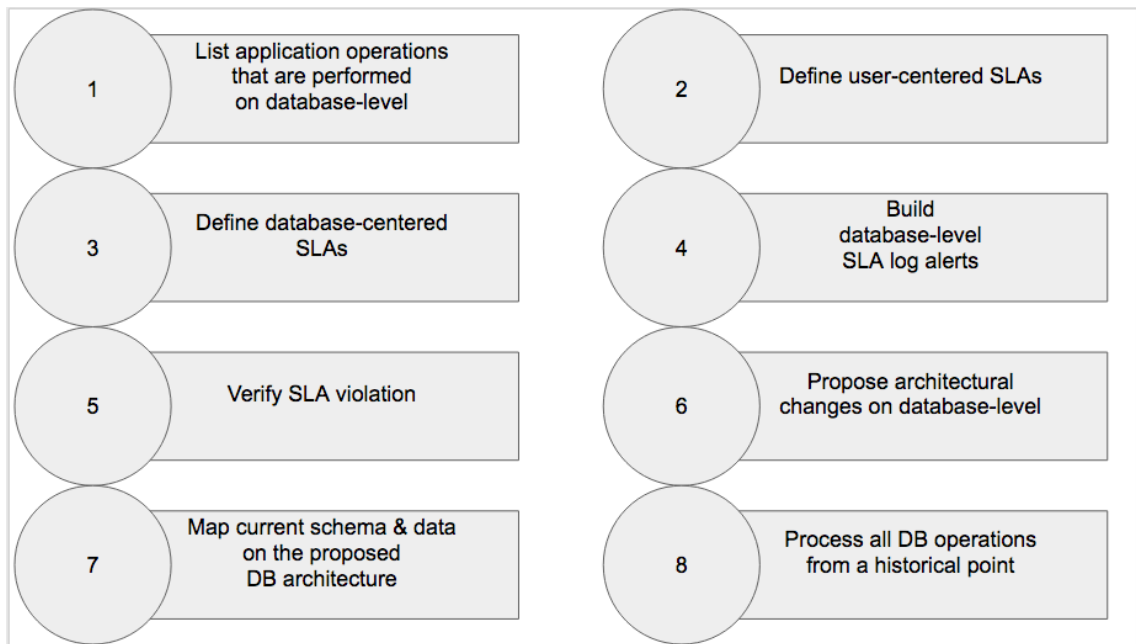 1
List application operations
that are performed
on database-level
2
Define user-centered SLAs
3
Define database-centered
SLAs
4
Build
database-level
SLA log alerts
5
Verify SLA violation
6
Propose architectural
changes on database-level
7
Map current schema & data
on the proposed
DB architecture
8
Process all DB operations
from a historical point